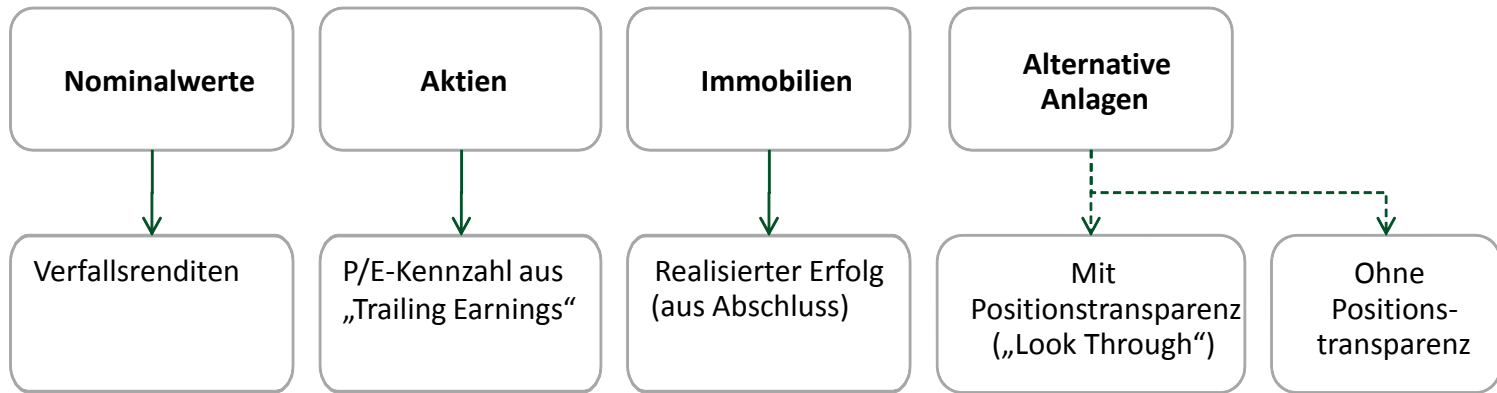 Nominalwerte
Aktien
Immobilien
Alternative
Anlagen
Verfallsrenditen
P/E-Kennzahl aus
„Trailing Earnings“
Realisierter Erfolg
(aus Abschluss)
Mit
Positionstransparenz
(„Look Through“)
Ohne
Positions-
transparenz